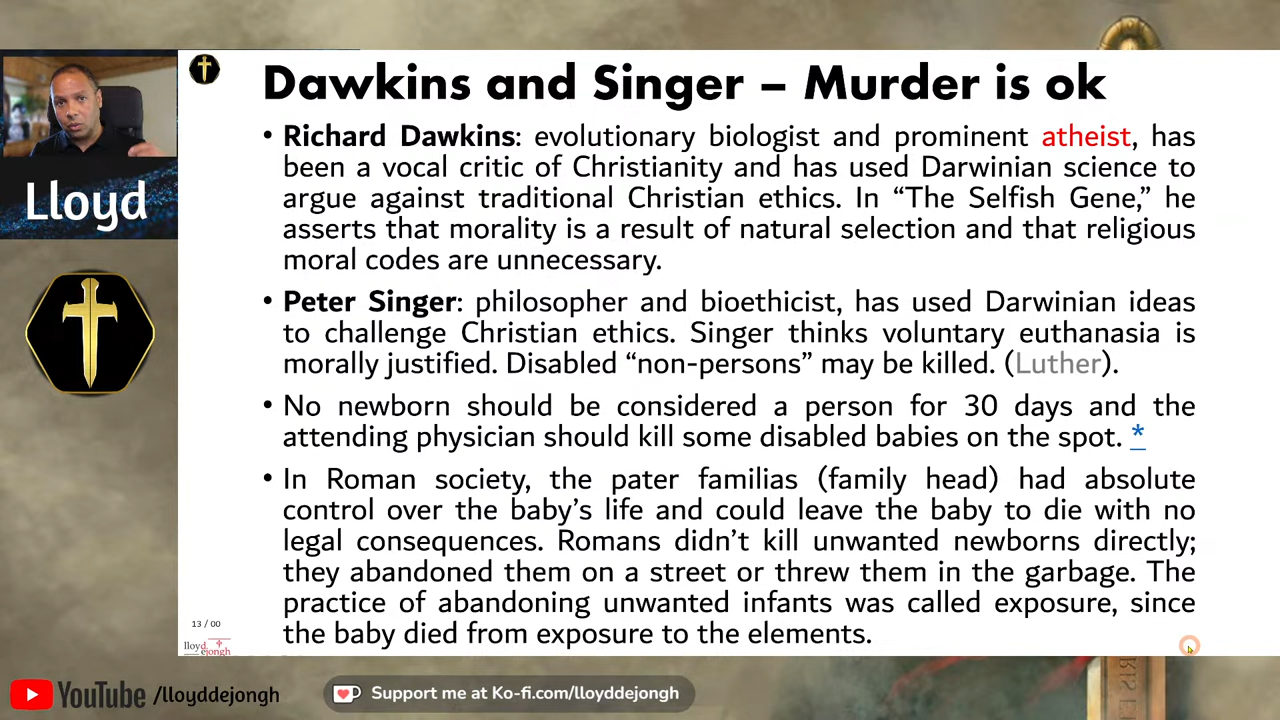 Dawkins and Singer – Murder is ok
• Richard Dawkins: evolutionary biologist and prominent atheist, has
been a vocal critic of Christianity and has used Darwinian science to
argue against traditional Christian ethics. In “The Selfish Gene,” he
asserts that morality is a result of natural selection and that religious
moral codes are unnecessary.
• Peter Singer: philosopher and bioethicist, has used Darwinian ideas
to challenge Christian ethics. Singer thinks voluntary euthanasia is
morally justified. Disabled “non-persons” may be killed. (Luther).
• No newborn should be considered a person for 30 days and the
attending physician should kill some disabled babies on the spot. *
• In Roman society, the pater familias (family head) had absolute
control over the baby’s life and could leave the baby to die with no
legal consequences. Romans didn’t kill unwanted newborns directly;
they abandoned them on a street or threw them in the garbage. The
practice of abandoning unwanted infants was called exposure, since
the baby died from exposure to the elements.
Lloyd
13 / 00
lloyd
ejongh
YouTube /lloyddejongh
Support me at Ko-fi.com/lloyddejongh